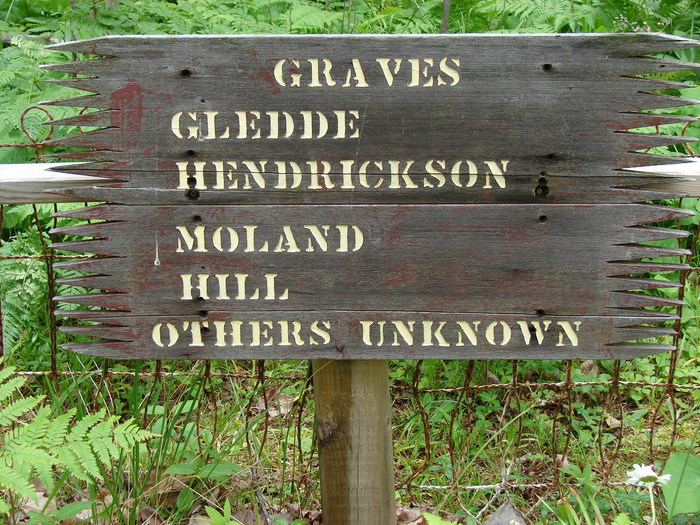 GRAVES
GLEDDE
HENDRICKSON
MOLAND
HILL
OTHERS UNKNOWN